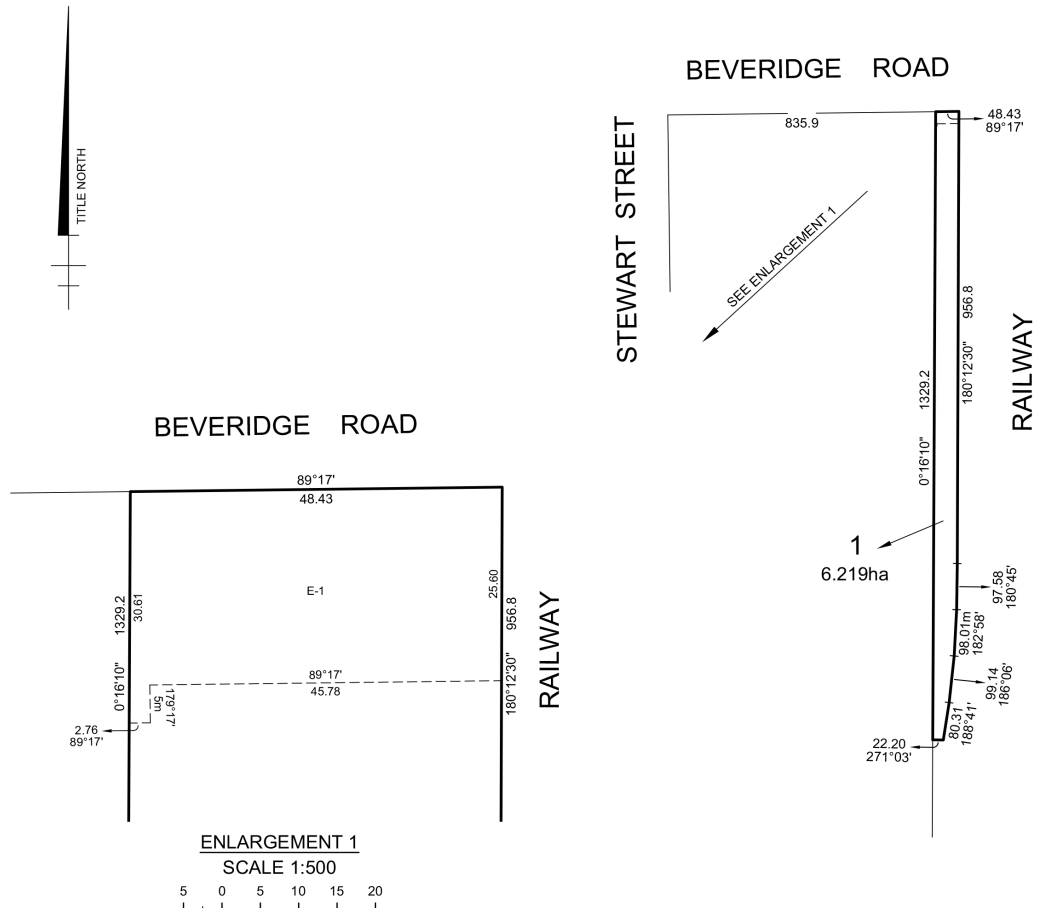 TITLE NORTH
BEVERIDGE ROAD
STEWART STREET
835.9
48.43
89°17'
SEE ENLARGEMENT 1
956.8
180°12'30"
RAILWAY
1329.2
0°16'10"
1
6.219ha
97.58
180°45'
98.01m
182°58'
99.14
186°06'
80.31
188°41'
22.20
271°03'
BEVERIDGE ROAD
89°17'
48.43
E-1
1329.2
30.61
0°16'10"
25.60
956.8
180°12'30"
RAILWAY
89°17'
45.78
179°17'
5m
2.76
89°17'
ENLARGEMENT 1
SCALE 1:500
5 0 5 10 15 20